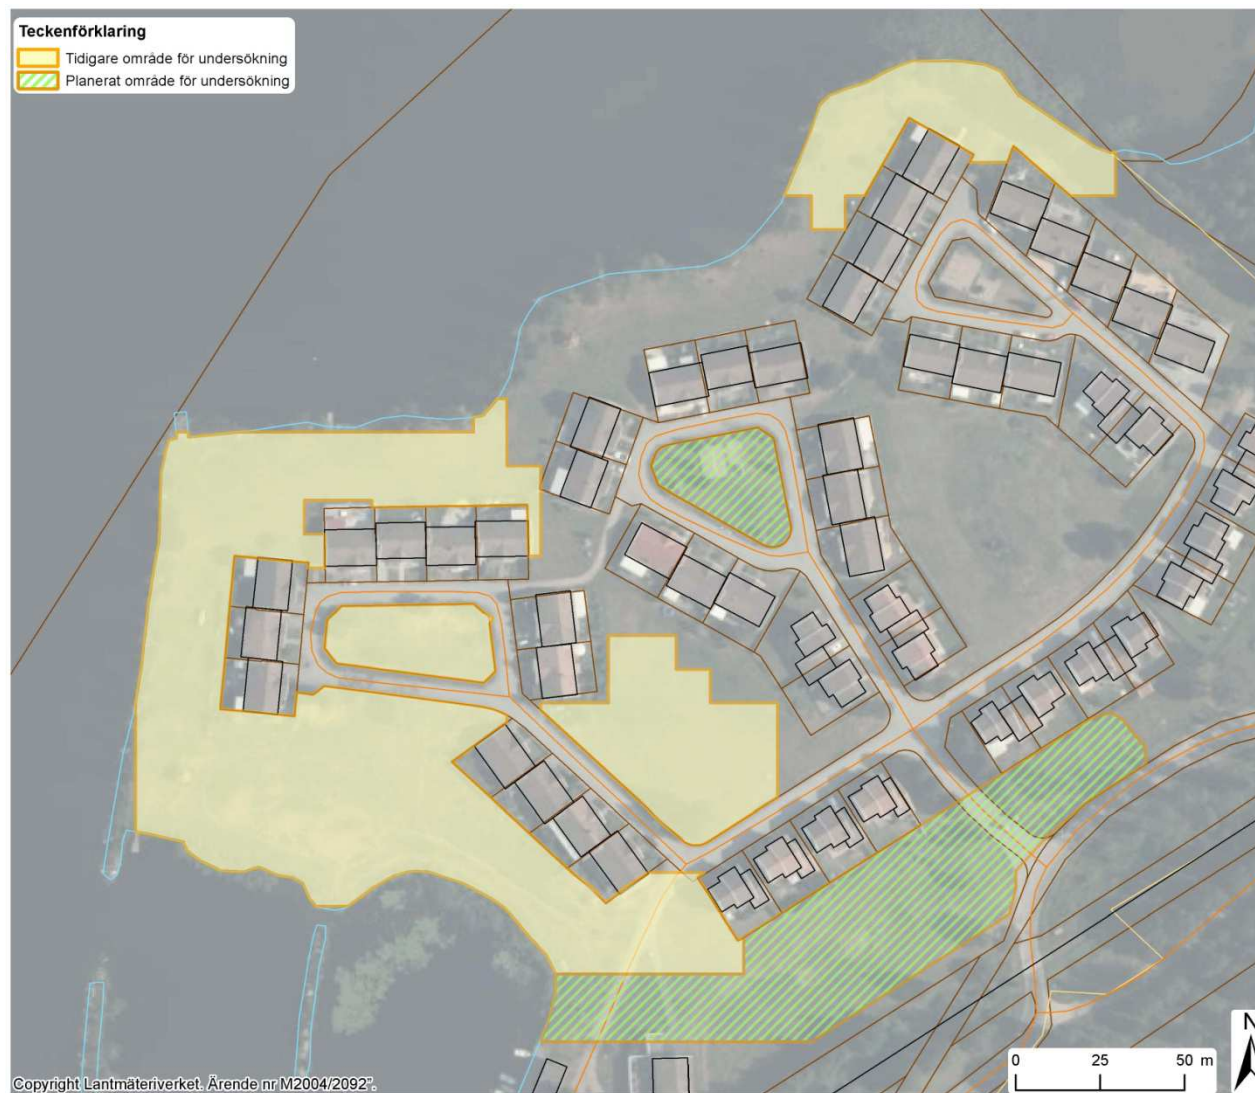 Teckenförklaring
Tidigare område för undersökning
Planerat område för undersökning
N
0 25 50 m
Copyright Lantmäteriverket. Ärende nr M2004/2092".